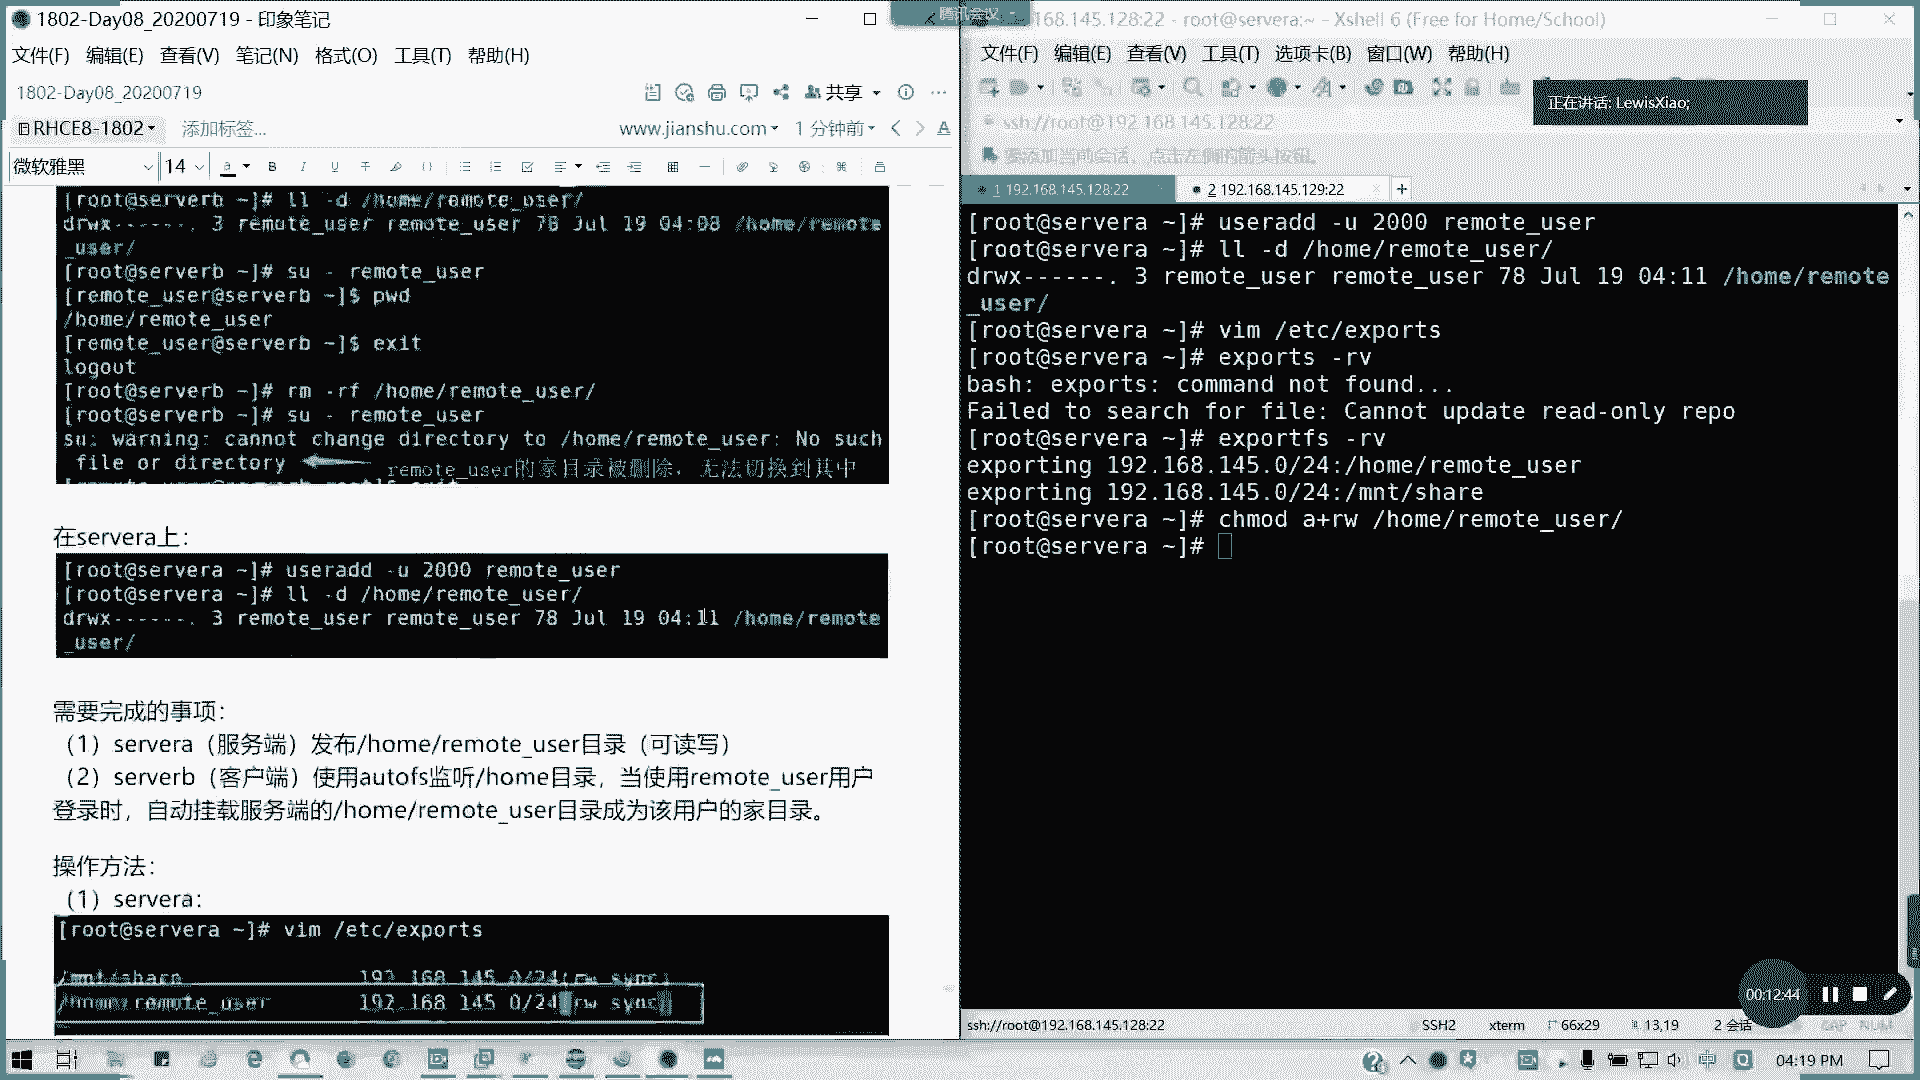 1802-Day08_20200719 - 印象笔记
文件(F) 编辑(E) 查看(V) 笔记(N) 格式(O) 工具(T) 帮助(H)
1802-Day08_20200719
共享
RHCE8-1802
添加标签...
www.jianshu.com
1 分钟前
微软雅黑
14
[root@serverb ~]# ll -d /home/remote_user/
drwx------. 3 remote_user remote_user 78 Jul 19 04:08 /home/remote
_user/
[root@serverb ~]# su - remote_user
[remote_user@serverb ~]$ pwd
/home/remote_user
[remote_user@serverb ~]$ exit
logout
[root@serverb ~]# rm -rf /home/remote_user/
[root@serverb ~]# su - remote_user
su: warning: cannot change directory to /home/remote_user: No such
file or directory
remote_user的家目录被删除，无法切换到其中
在servera上：
[root@servera ~]# useradd -u 2000 remote_user
[root@servera ~]# ll -d /home/remote_user/
drwx------. 3 remote_user remote_user 78 Jul 19 04:11 /home/remote
_user/
需要完成的事项：
（1）servera（服务端）发布/home/remote_user目录（可读写）
（2）serverb（客户端）使用autofs监听/home目录，当使用remote_user用户
登录时，自动挂载服务端的/home/remote_user目录成为该用户的家目录。
操作方法：
（1）servera：
[root@servera ~]# vim /etc/exports
/mnt/share 192.168.145.0/24(rw,sync)
/home/remote_user 192.168.145.0/24(rw,sync)
腾讯会议
168.145.128:22 - root@servera:~ - Xshell 6 (Free for Home/School)
文件(F) 编辑(E) 查看(V) 工具(T) 选项卡(B) 窗口(W) 帮助(H)
正在讲话: LewisXiao;
ssh://root@192.168.145.128:22
要添加当前会话，点击左侧的箭头按钮。
1 192.168.145.128:22
2 192.168.145.129:22
[root@servera ~]# useradd -u 2000 remote_user
[root@servera ~]# ll -d /home/remote_user/
drwx------. 3 remote_user remote_user 78 Jul 19 04:11 /home/remote
_user/
[root@servera ~]# vim /etc/exports
[root@servera ~]# exports -rv
bash: exports: command not found...
Failed to search for file: Cannot update read-only repo
[root@servera ~]# exportfs -rv
exporting 192.168.145.0/24:/home/remote_user
exporting 192.168.145.0/24:/mnt/share
[root@servera ~]# chmod a+rw /home/remote_user/
[root@servera ~]#
00:12:44
ssh://root@192.168.145.128:22
SSH2
xterm
66x29
13,19
2 会话
CAP NUM
中
04:19 PM